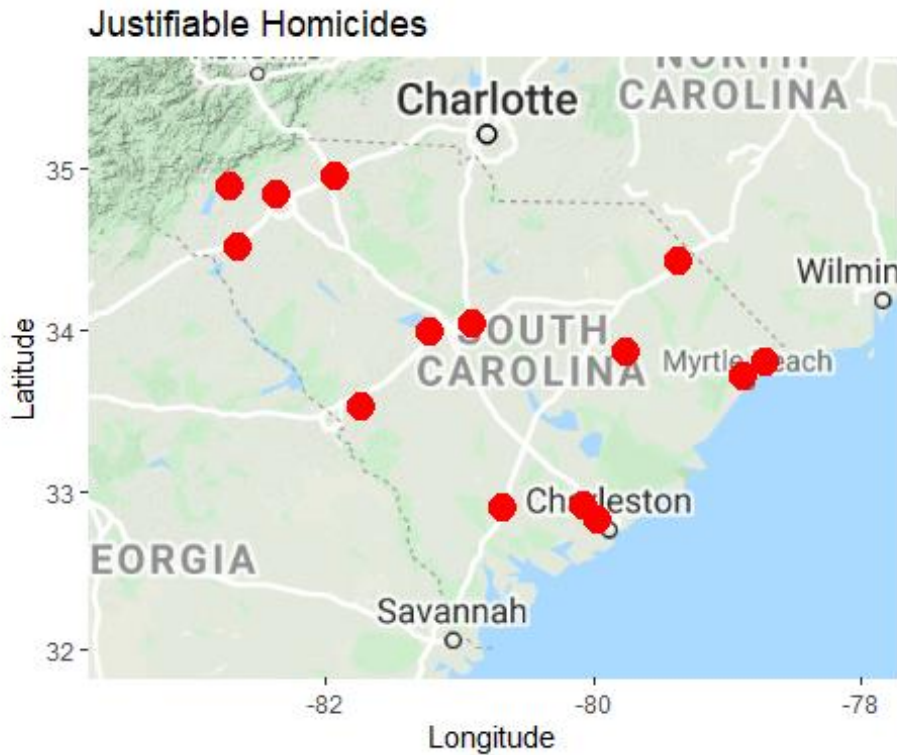 Justifiable Homicides
NORTH
CAROLINA
Charlotte
35
Wilmin
34
SOUTH
CAROLINA
Myrtle Beach
Latitude
33
Charleston
EORGIA
Savannah
32
-82
-80
-78
Longitude